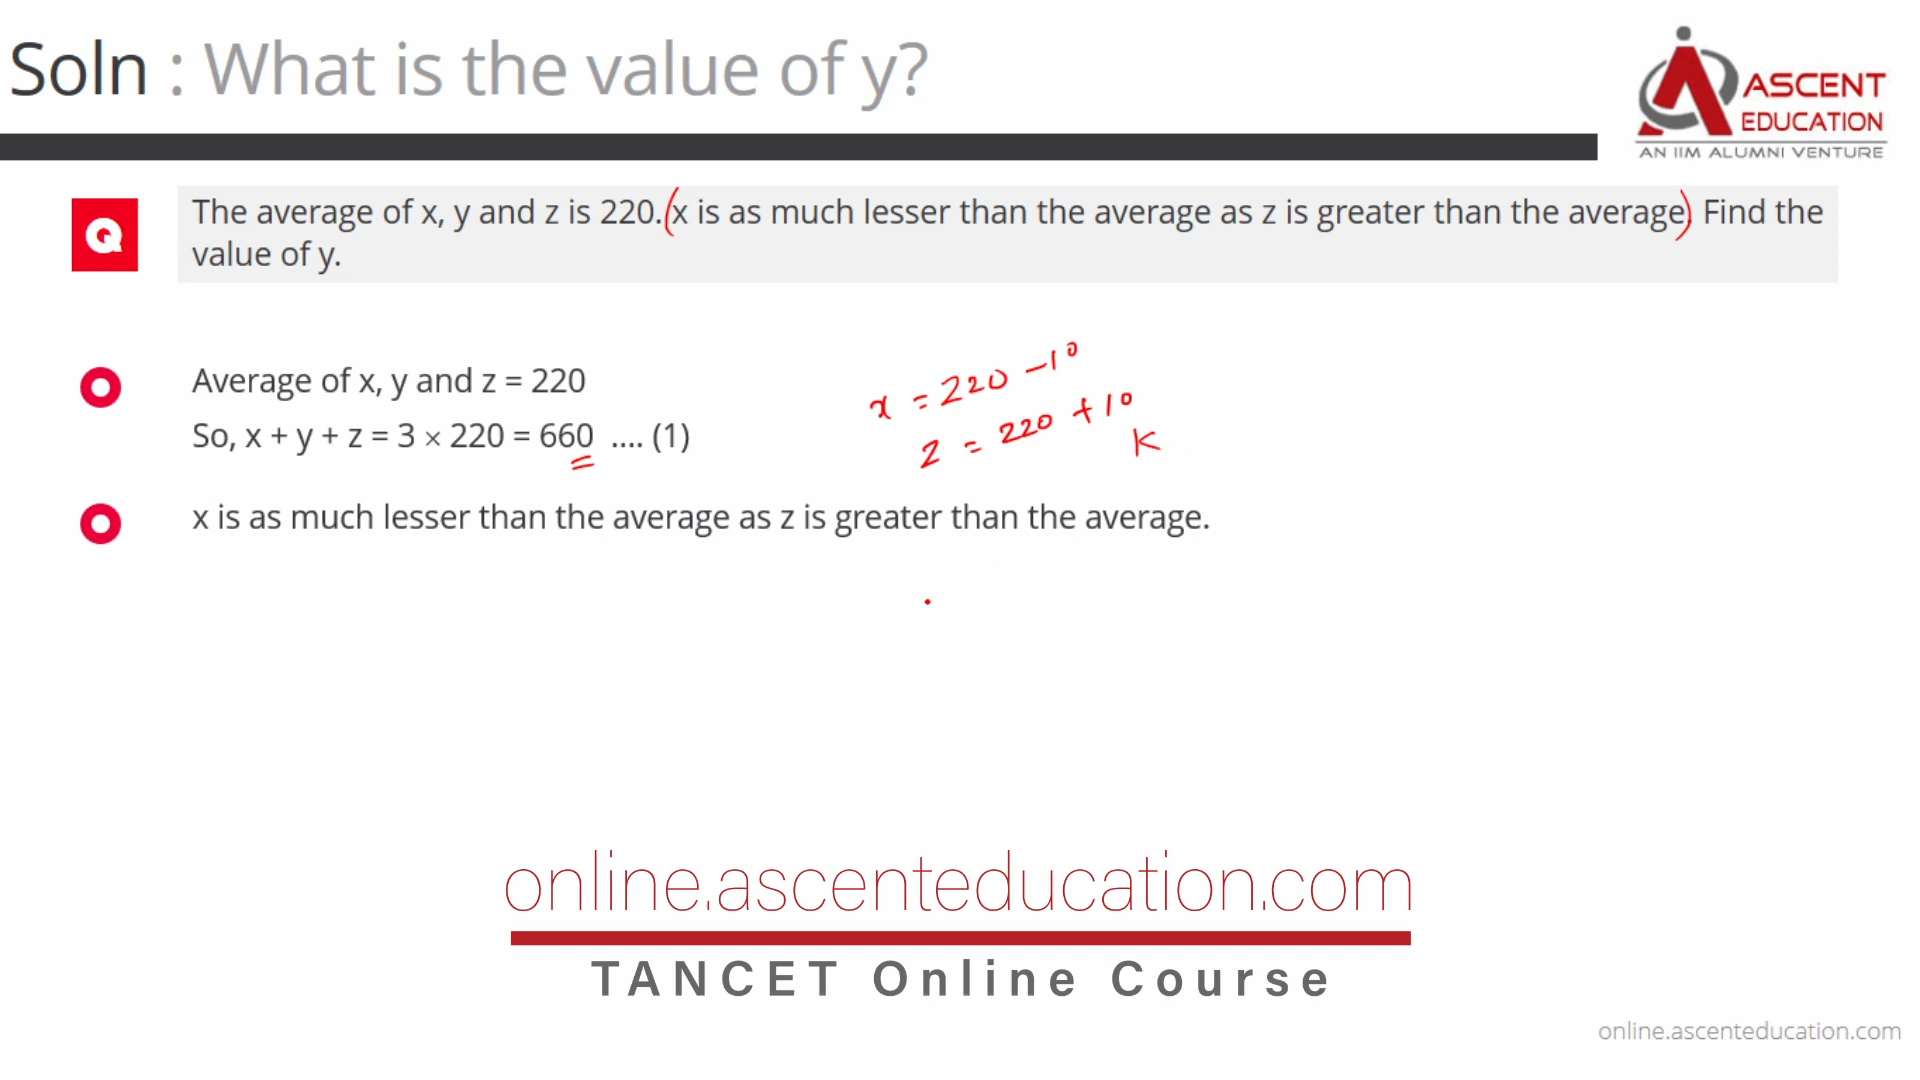 Soln : What is the value of y?
ASCENT
EDUCATION
AN IIM ALUMNI VENTURE
Q
The average of x, y and z is 220. (x is as much lesser than the average as z is greater than the average.) Find the
value of y.
Average of x, y and z = 220
So, x + y + z = 3 × 220 = 660 .... (1)
x = 220 - 10
z = 220 + 10
K
x is as much lesser than the average as z is greater than the average.
online.ascenteducation.com
TANCET Online Course
online.ascenteducation.com